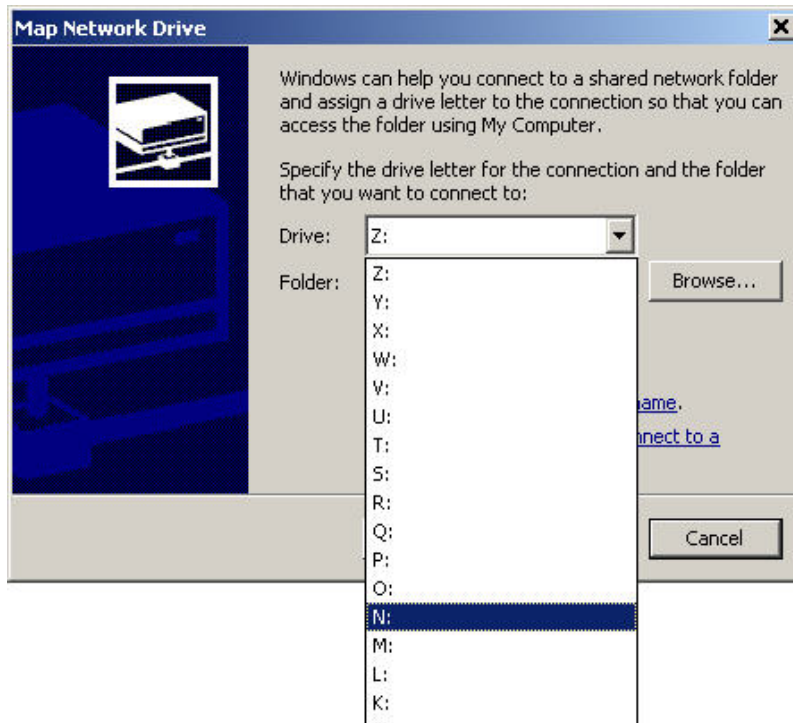 Map Network Drive
Windows can help you connect to a shared network folder
and assign a drive letter to the connection so that you can
access the folder using My Computer.
Specify the drive letter for the connection and the folder
that you want to connect to:
Drive: Z:
Folder: Browse...
Z:
Y:
X:
W:
V:
U:
T:
S:
R:
Q:
P:
O:
N:
M:
L:
K:
name.
nnect to a
Cancel